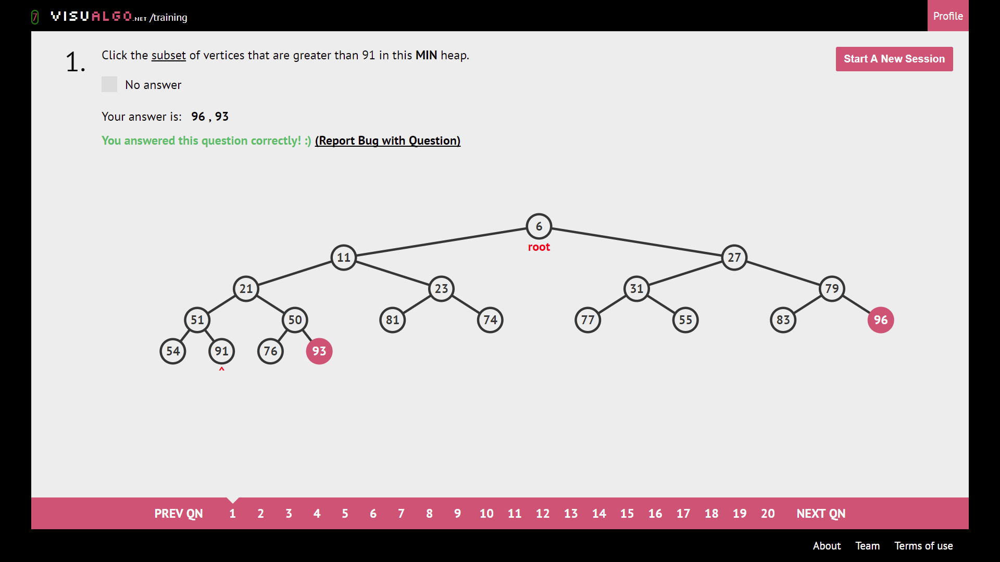 7 VISUALGO.NET /training
Profile
1.
Click the subset of vertices that are greater than 91 in this MIN heap.
Start A New Session
No answer
Your answer is: 96 , 93
You answered this question correctly! :) (Report Bug with Question)
6
root
11 27
21 23 31 79
51 50 81 74 77 55 83 96
54 91 76 93
^
PREV QN 1 2 3 4 5 6 7 8 9 10 11 12 13 14 15 16 17 18 19 20 NEXT QN
About Team Terms of use